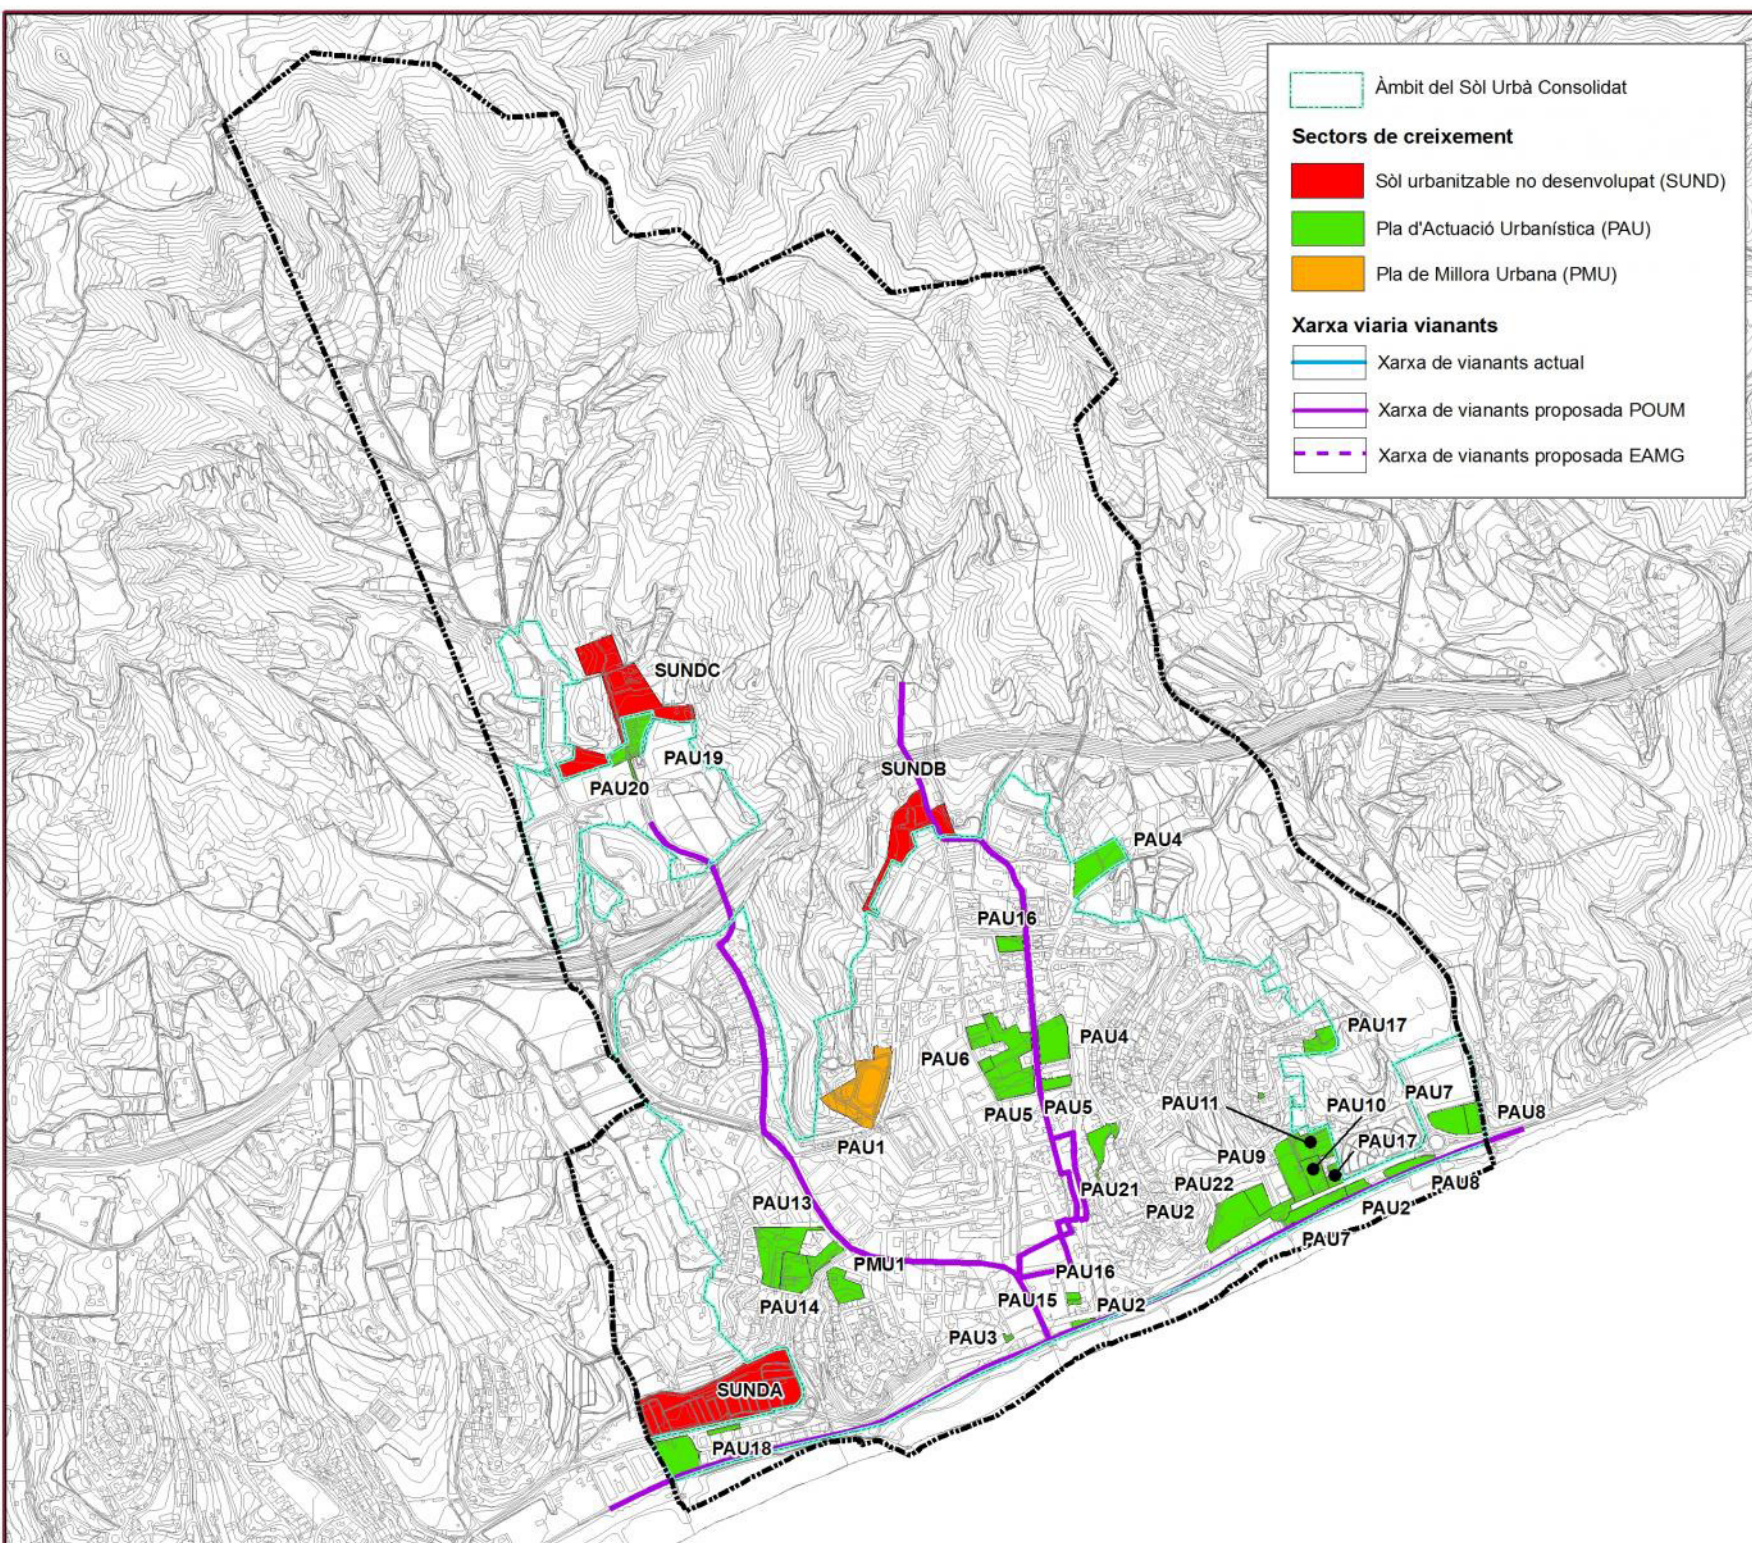 Àmbit del Sòl Urbà Consolidat
Sectors de creixement
Sòl urbanitzable no desenvolupat (SUND)
Pla d'Actuació Urbanística (PAU)
Pla de Millora Urbana (PMU)
Xarxa viaria vianants
Xarxa de vianants actual
Xarxa de vianants proposada POUM
Xarxa de vianants proposada EAMG
SUNDC
PAU19
SUNDB
PAU20
PAU4
PAU16
PAU17
PAU4
PAU6
PAU7
PAU11
PAU10
PAU5
PAU5
PAU8
PAU17
PAU1
PAU9
PAU22
PAU8
PAU21
PAU13
PAU2
PAU2
PAU7
PMU1
PAU16
PAU15
PAU14
PAU2
PAU3
SUNDA
PAU18